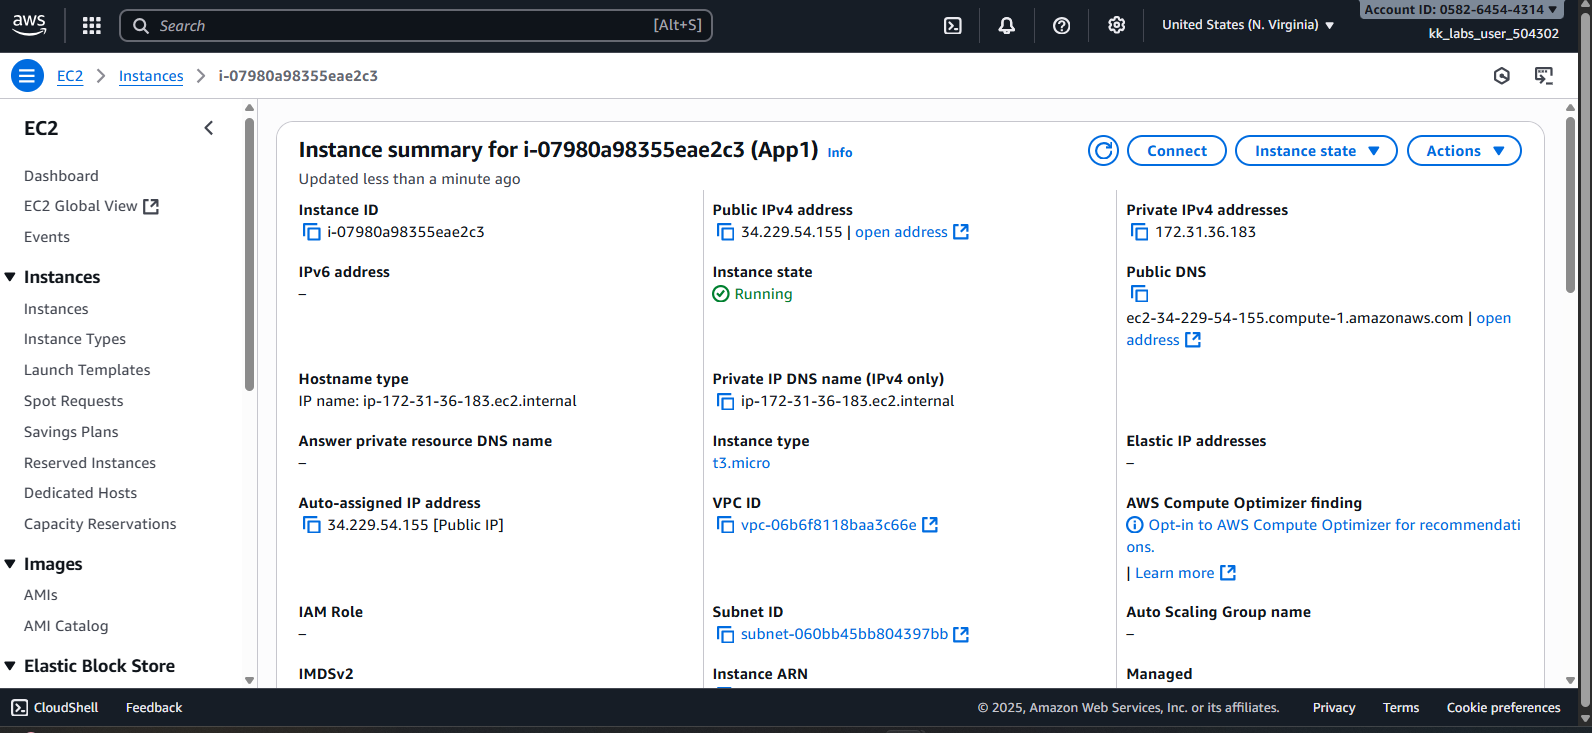 aws
Search [Alt+S]
United States (N. Virginia) ▼
Account ID: 0582-6454-4314 ▼
kk_labs_user_504302
EC2 > Instances > i-07980a98355eae2c3
EC2
Dashboard
EC2 Global View
Events
Instances
Instances
Instance Types
Launch Templates
Spot Requests
Savings Plans
Reserved Instances
Dedicated Hosts
Capacity Reservations
Images
AMIs
AMI Catalog
Elastic Block Store
Instance summary for i-07980a98355eae2c3 (App1) Info
Updated less than a minute ago
Connect
Instance state ▼
Actions ▼
Instance ID
i-07980a98355eae2c3
Public IPv4 address
34.229.54.155 | open address
Private IPv4 addresses
172.31.36.183
IPv6 address
–
Instance state
Running
Public DNS
ec2-34-229-54-155.compute-1.amazonaws.com | open
address
Hostname type
IP name: ip-172-31-36-183.ec2.internal
Private IP DNS name (IPv4 only)
ip-172-31-36-183.ec2.internal
Answer private resource DNS name
–
Instance type
t3.micro
Elastic IP addresses
–
Auto-assigned IP address
34.229.54.155 [Public IP]
VPC ID
vpc-06b6f8118baa3c66e
AWS Compute Optimizer finding
Opt-in to AWS Compute Optimizer for recommendati
ons.
| Learn more
IAM Role
–
Subnet ID
subnet-060bb45bb804397bb
Auto Scaling Group name
–
IMDSv2
Instance ARN
Managed
CloudShell
Feedback
© 2025, Amazon Web Services, Inc. or its affiliates.
Privacy
Terms
Cookie preferences